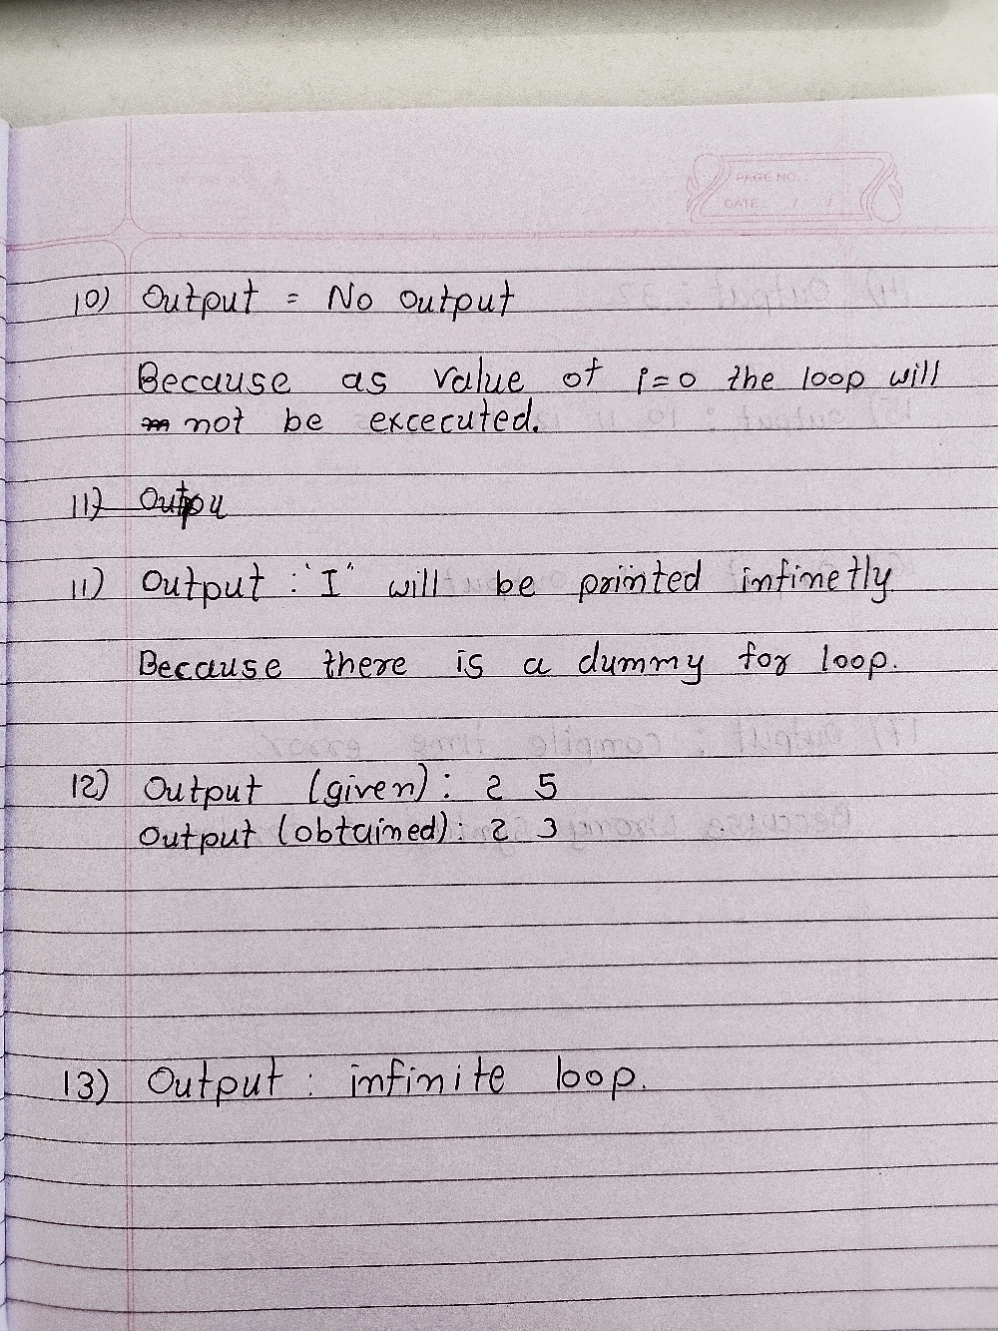 PAGE NO.:
DATE: / /
10) Output = No output
Because as value of i=0 the loop will
not be excecuted.
11) Outpu
11) Output : "I" will be printed infinetly.
Because there is a dummy for loop.
12) Output (given) : 2 5
Output (obtained) : 2 3
13) Output : infinite loop.